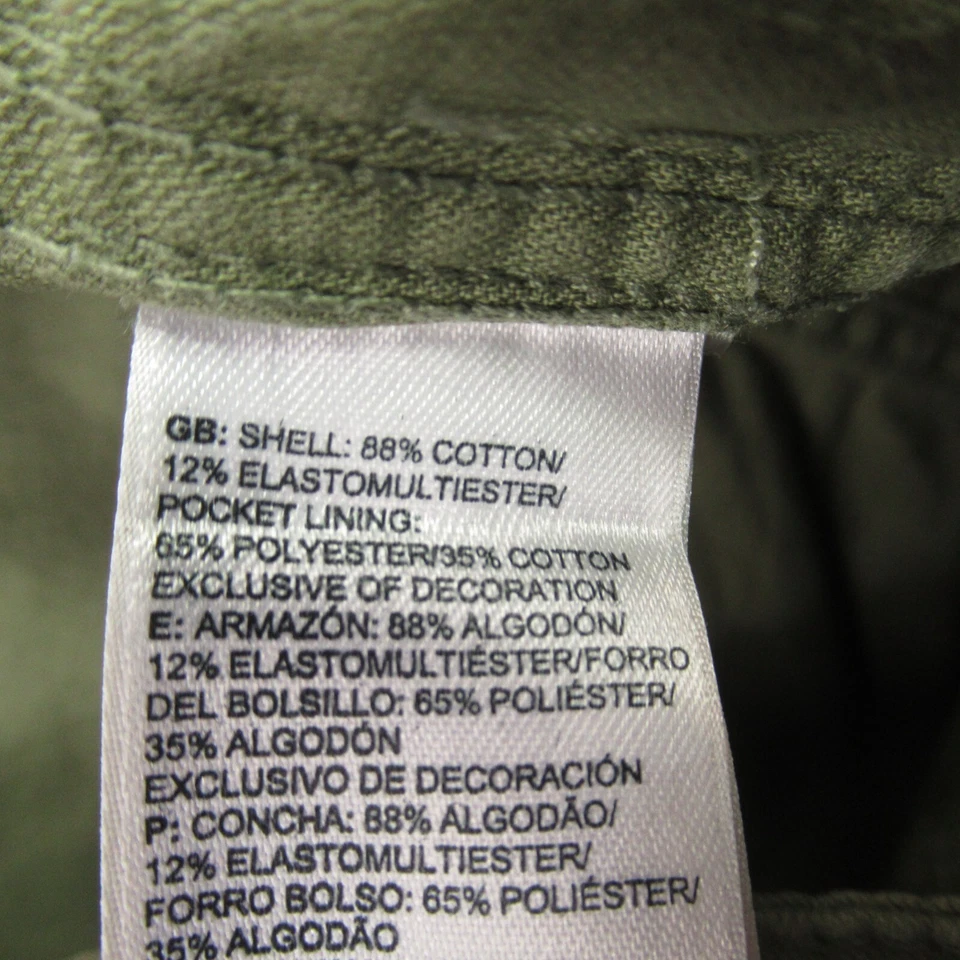 GB: SHELL: 88% COTTON/
12% ELASTOMULTIESTER/
POCKET LINING:
65% POLYESTER/35% COTTON
EXCLUSIVE OF DECORATION
E: ARMAZÓN: 88% ALGODÓN/
12% ELASTOMULTIÉSTER/FORRO
DEL BOLSILLO: 65% POLIÉSTER/
35% ALGODÓN
EXCLUSIVO DE DECORACIÓN
P: CONCHA: 88% ALGODÃO/
12% ELASTOMULTIESTER/
FORRO BOLSO: 65% POLIÉSTER/
35% ALGODÃO